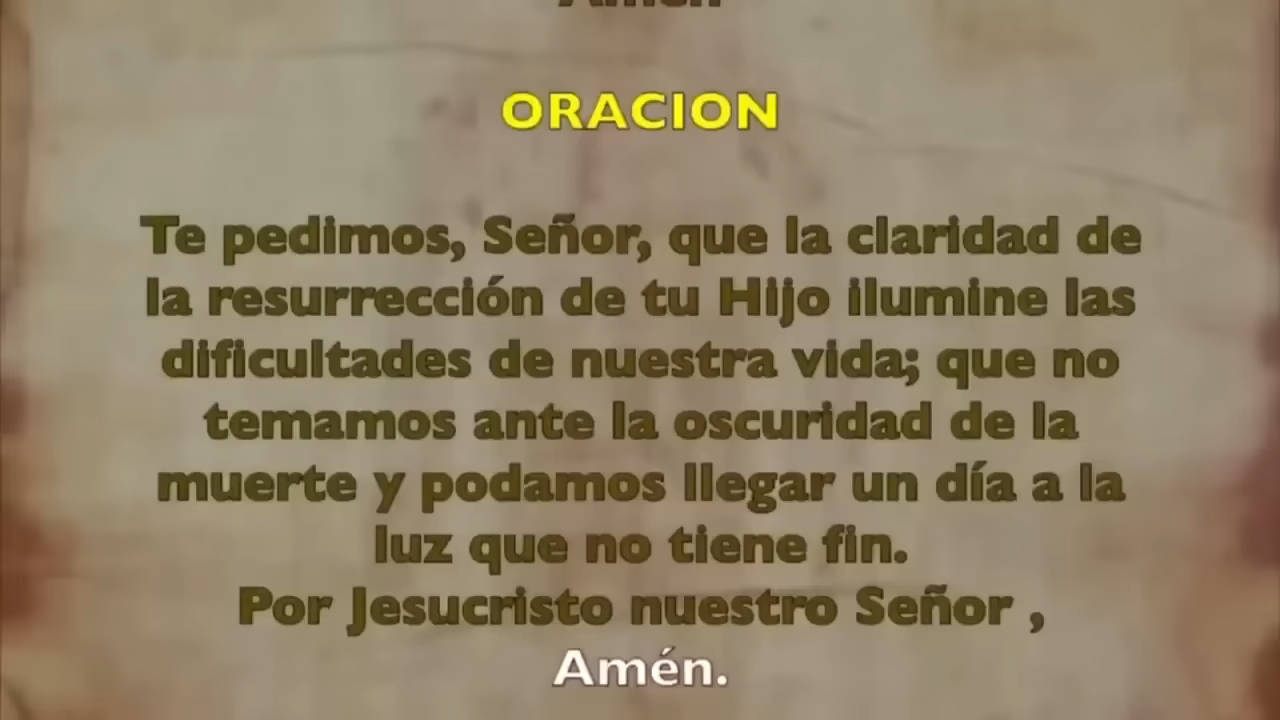 ORACION
Te pedimos, Señor, que la claridad de
la resurrección de tu Hijo ilumine las
dificultades de nuestra vida; que no
temamos ante la oscuridad de la
muerte y podamos llegar un día a la
luz que no tiene fin.
Por Jesucristo nuestro Señor ,
Amén.